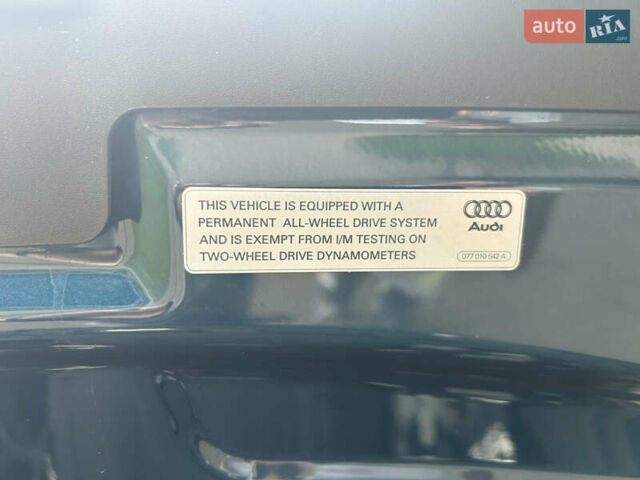 auto RIA.com
THIS VEHICLE IS EQUIPPED WITH A
PERMANENT ALL-WHEEL DRIVE SYSTEM
AND IS EXEMPT FROM I/M TESTING ON
TWO-WHEEL DRIVE DYNAMOMETERS
Audi
077 010 542 A